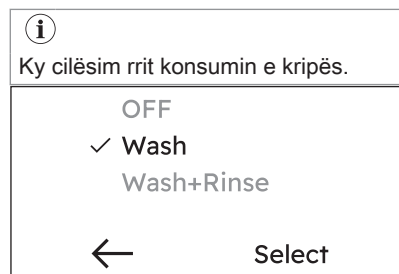 Ky cilësim rrit konsumin e kripës.
OFF
✓ Wash
Wash+Rinse
← Select